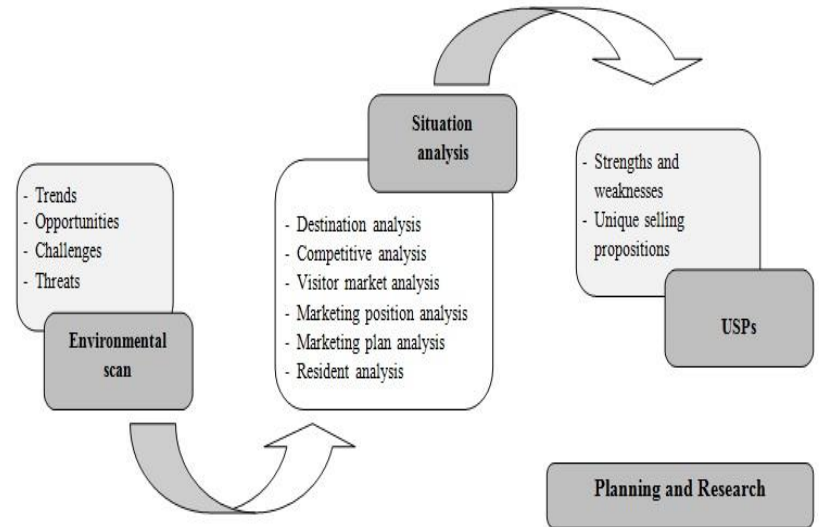 - Trends
- Opportunities
- Challenges
- Threats
Environmental
scan
Situation
analysis
- Destination analysis
- Competitive analysis
- Visitor market analysis
- Marketing position analysis
- Marketing plan analysis
- Resident analysis
- Strengths and
weaknesses
- Unique selling
propositions
USPs
Planning and Research